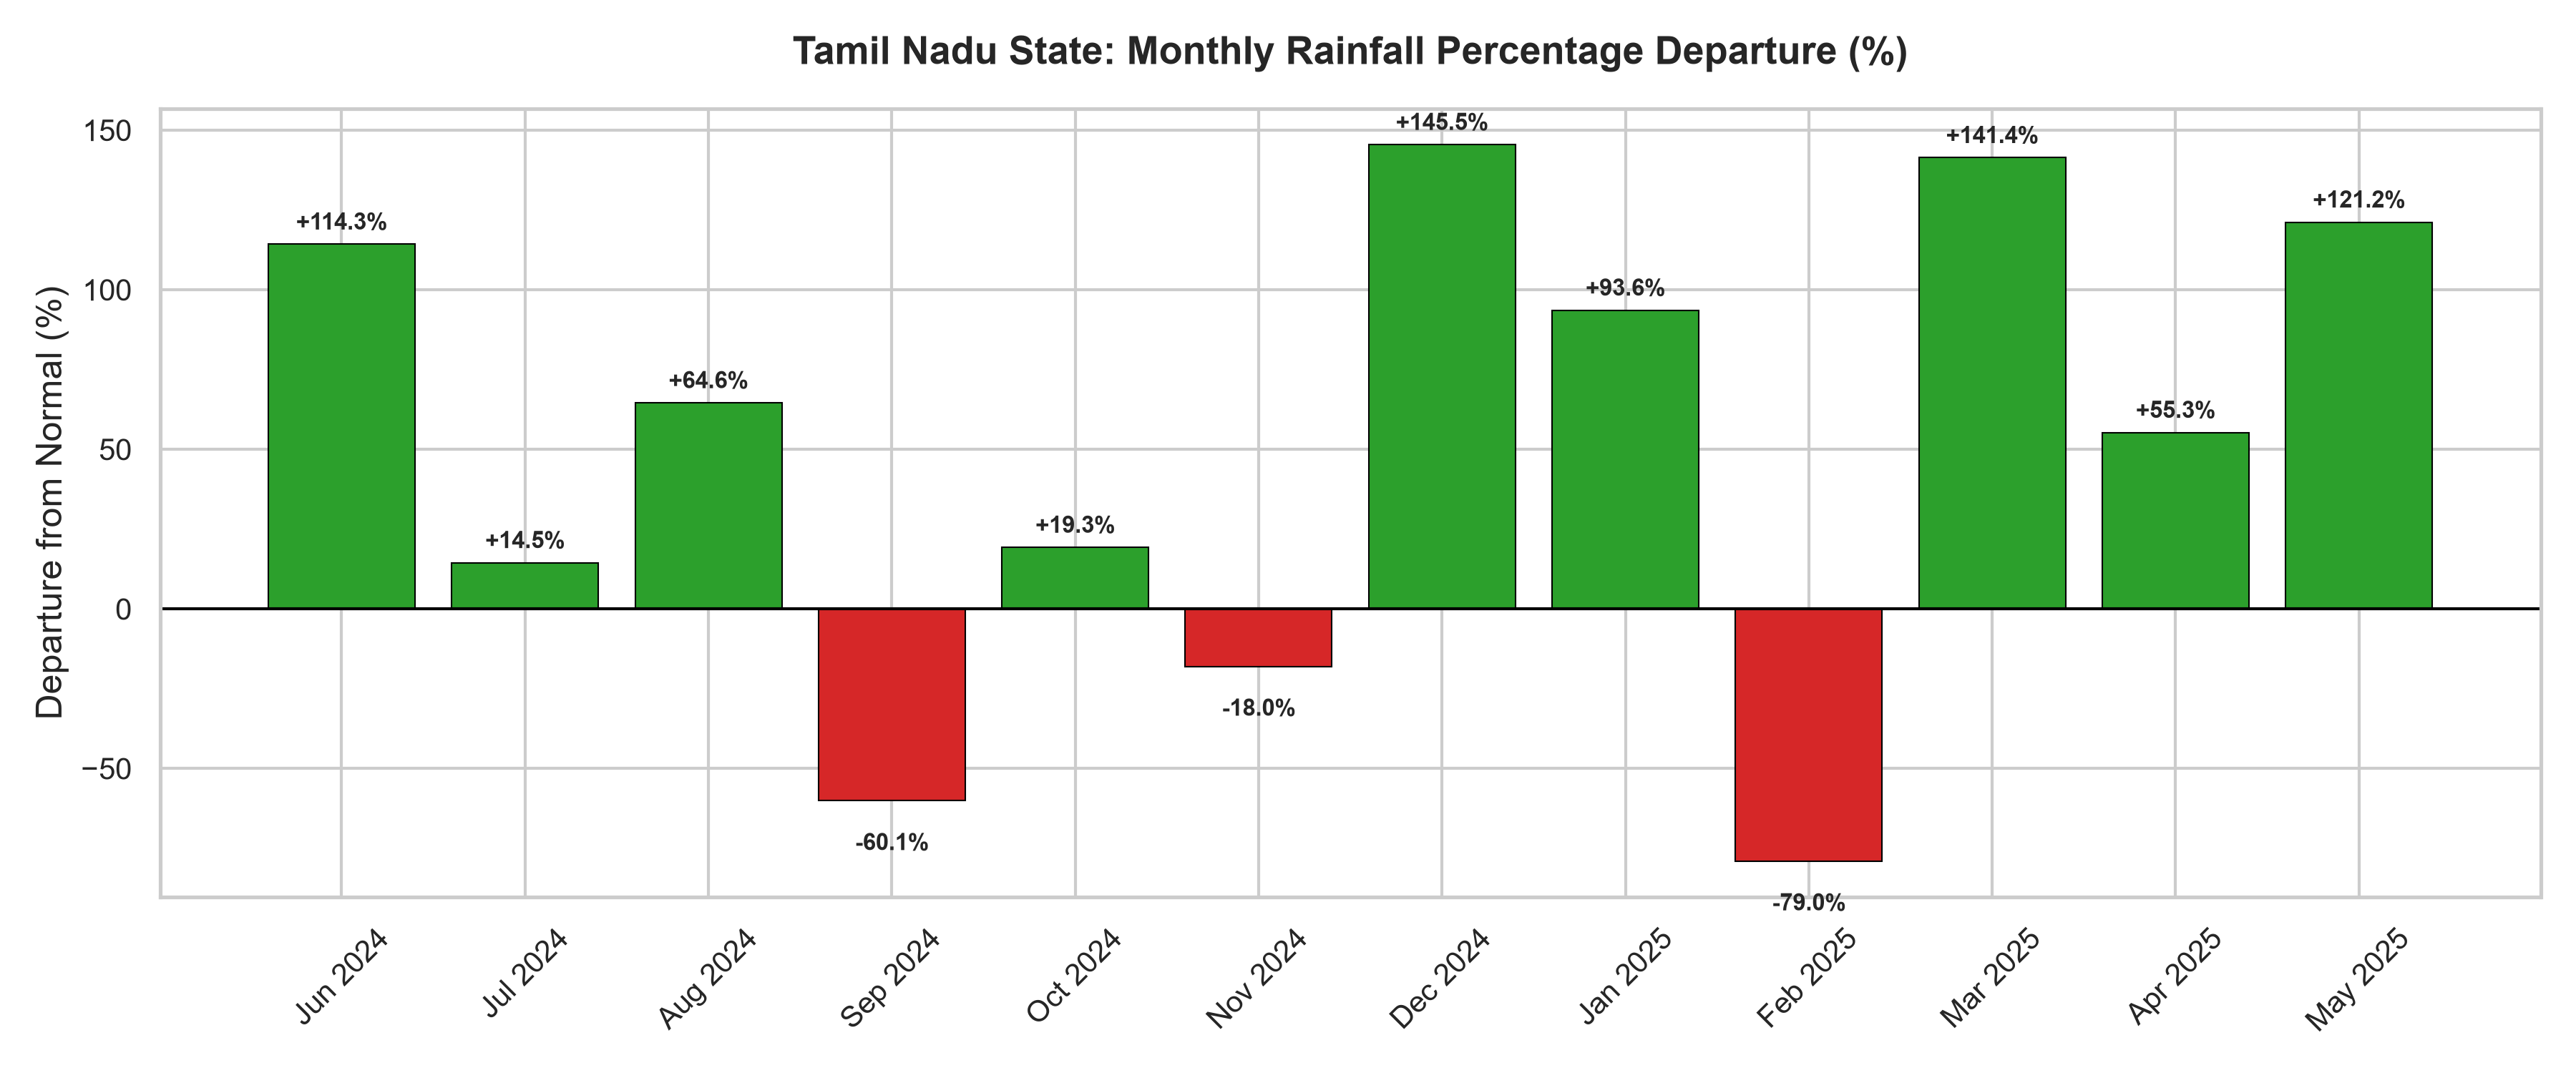 Tamil Nadu State: Monthly Rainfall Percentage Departure (%)
Departure from Normal (%)
150
100
50
0
−50
+114.3%
+14.5%
+64.6%
-60.1%
+19.3%
-18.0%
+145.5%
+93.6%
-79.0%
+141.4%
+55.3%
+121.2%
Jun 2024
Jul 2024
Aug 2024
Sep 2024
Oct 2024
Nov 2024
Dec 2024
Jan 2025
Feb 2025
Mar 2025
Apr 2025
May 2025